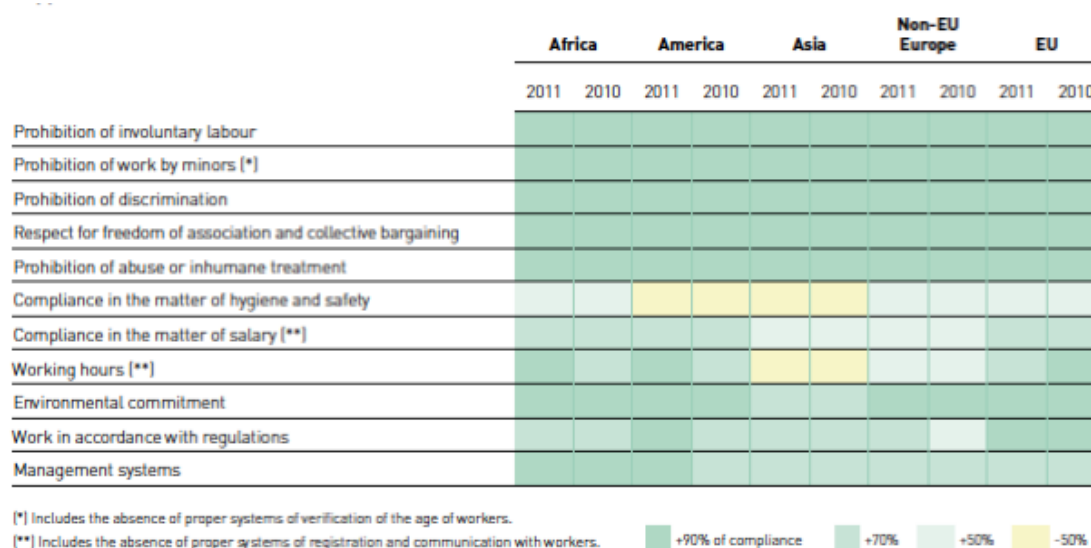 Non-EU
Africa America Asia Europe EU
2011 2010 2011 2010 2011 2010 2011 2010 2011 2010
Prohibition of involuntary labour
Prohibition of work by minors (*)
Prohibition of discrimination
Respect for freedom of association and collective bargaining
Prohibition of abuse or inhumane treatment
Compliance in the matter of hygiene and safety
Compliance in the matter of salary (**)
Working hours (**)
Environmental commitment
Work in accordance with regulations
Management systems
(*) Includes the absence of proper systems of verification of the age of workers.
(**) Includes the absence of proper systems of registration and communication with workers.
+90% of compliance +70% +50% -50%